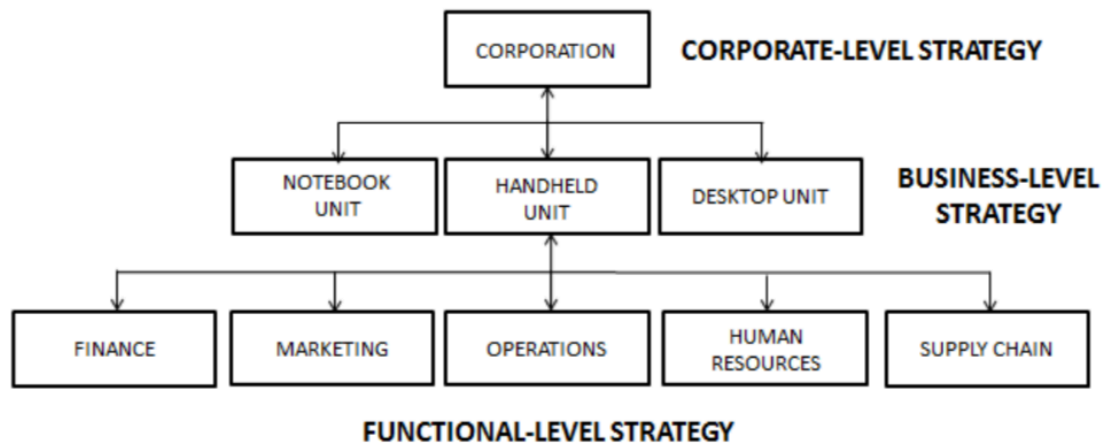 CORPORATION
CORPORATE-LEVEL STRATEGY
NOTEBOOK
UNIT
HANDHELD
UNIT
DESKTOP UNIT
BUSINESS-LEVEL
STRATEGY
FINANCE
MARKETING
OPERATIONS
HUMAN
RESOURCES
SUPPLY CHAIN
FUNCTIONAL-LEVEL STRATEGY